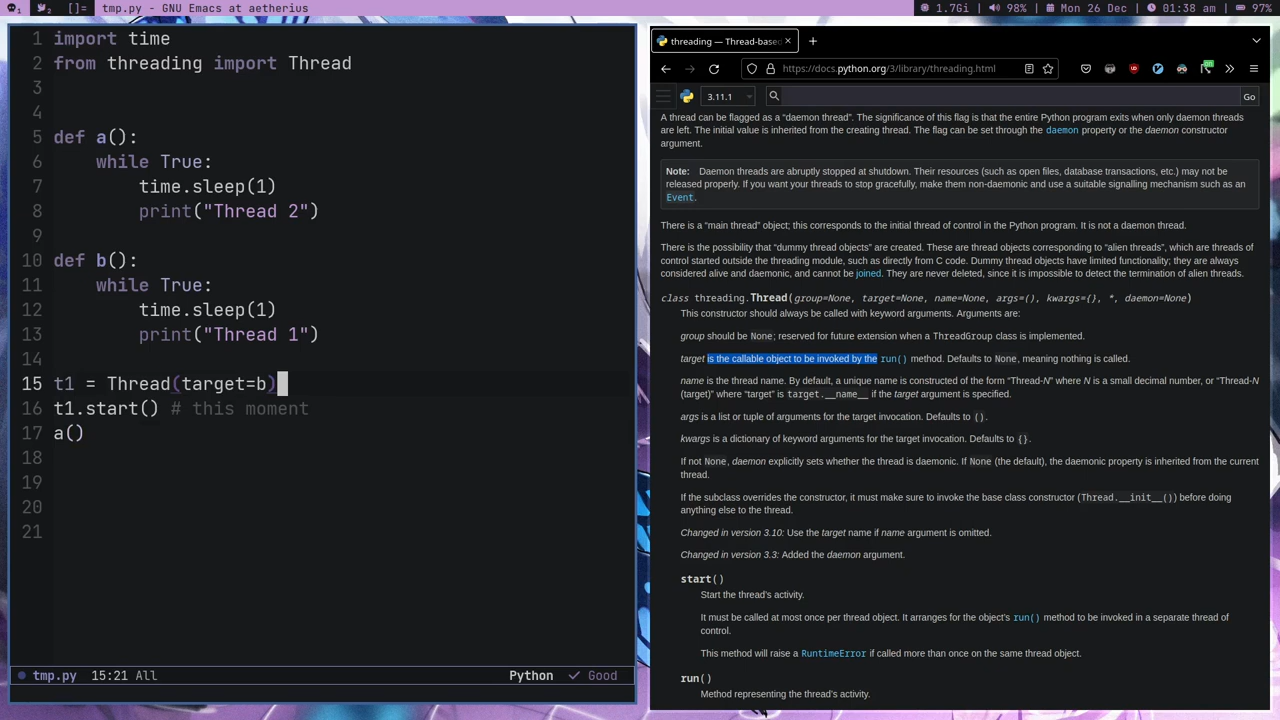 1 []= tmp.py - GNU Emacs at aetherius 1.7Gi 98% Mon 26 Dec 01:38 am 97%
1 import time
2 from threading import Thread
3
4
5 def a():
6 while True:
7 time.sleep(1)
8 print("Thread 2")
9
10 def b():
11 while True:
12 time.sleep(1)
13 print("Thread 1")
14
15 t1 = Thread(target=b)
16 t1.start() # this moment
17 a()
18
19
20
21
tmp.py 15:21 All Python ✓ Good
threading — Thread-based
https://docs.python.org/3/library/threading.html
3.11.1 Go
A thread can be flagged as a “daemon thread”. The significance of this flag is that the entire Python program exits when only daemon threads
are left. The initial value is inherited from the creating thread. The flag can be set through the daemon property or the daemon constructor
argument.
Note: Daemon threads are abruptly stopped at shutdown. Their resources (such as open files, database transactions, etc.) may not be
released properly. If you want your threads to stop gracefully, make them non-daemonic and use a suitable signalling mechanism such as an
Event.
There is a “main thread” object; this corresponds to the initial thread of control in the Python program. It is not a daemon thread.
There is the possibility that “dummy thread objects” are created. These are thread objects corresponding to “alien threads”, which are threads of
control started outside the threading module, such as directly from C code. Dummy thread objects have limited functionality; they are always
considered alive and daemonic, and cannot be joined. They are never deleted, since it is impossible to detect the termination of alien threads.
class threading.Thread(group=None, target=None, name=None, args=(), kwargs={}, *, daemon=None)
This constructor should always be called with keyword arguments. Arguments are:
group should be None; reserved for future extension when a ThreadGroup class is implemented.
target is the callable object to be invoked by the run() method. Defaults to None, meaning nothing is called.
name is the thread name. By default, a unique name is constructed of the form “Thread-N” where N is a small decimal number, or “Thread-N
(target)” where “target” is target.__name__ if the target argument is specified.
args is a list or tuple of arguments for the target invocation. Defaults to ().
kwargs is a dictionary of keyword arguments for the target invocation. Defaults to {}.
If not None, daemon explicitly sets whether the thread is daemonic. If None (the default), the daemonic property is inherited from the current
thread.
If the subclass overrides the constructor, it must make sure to invoke the base class constructor (Thread.__init__()) before doing
anything else to the thread.
Changed in version 3.10: Use the target name if name argument is omitted.
Changed in version 3.3: Added the daemon argument.
start()
Start the thread’s activity.
It must be called at most once per thread object. It arranges for the object’s run() method to be invoked in a separate thread of
control.
This method will raise a RuntimeError if called more than once on the same thread object.
run()
Method representing the thread’s activity.